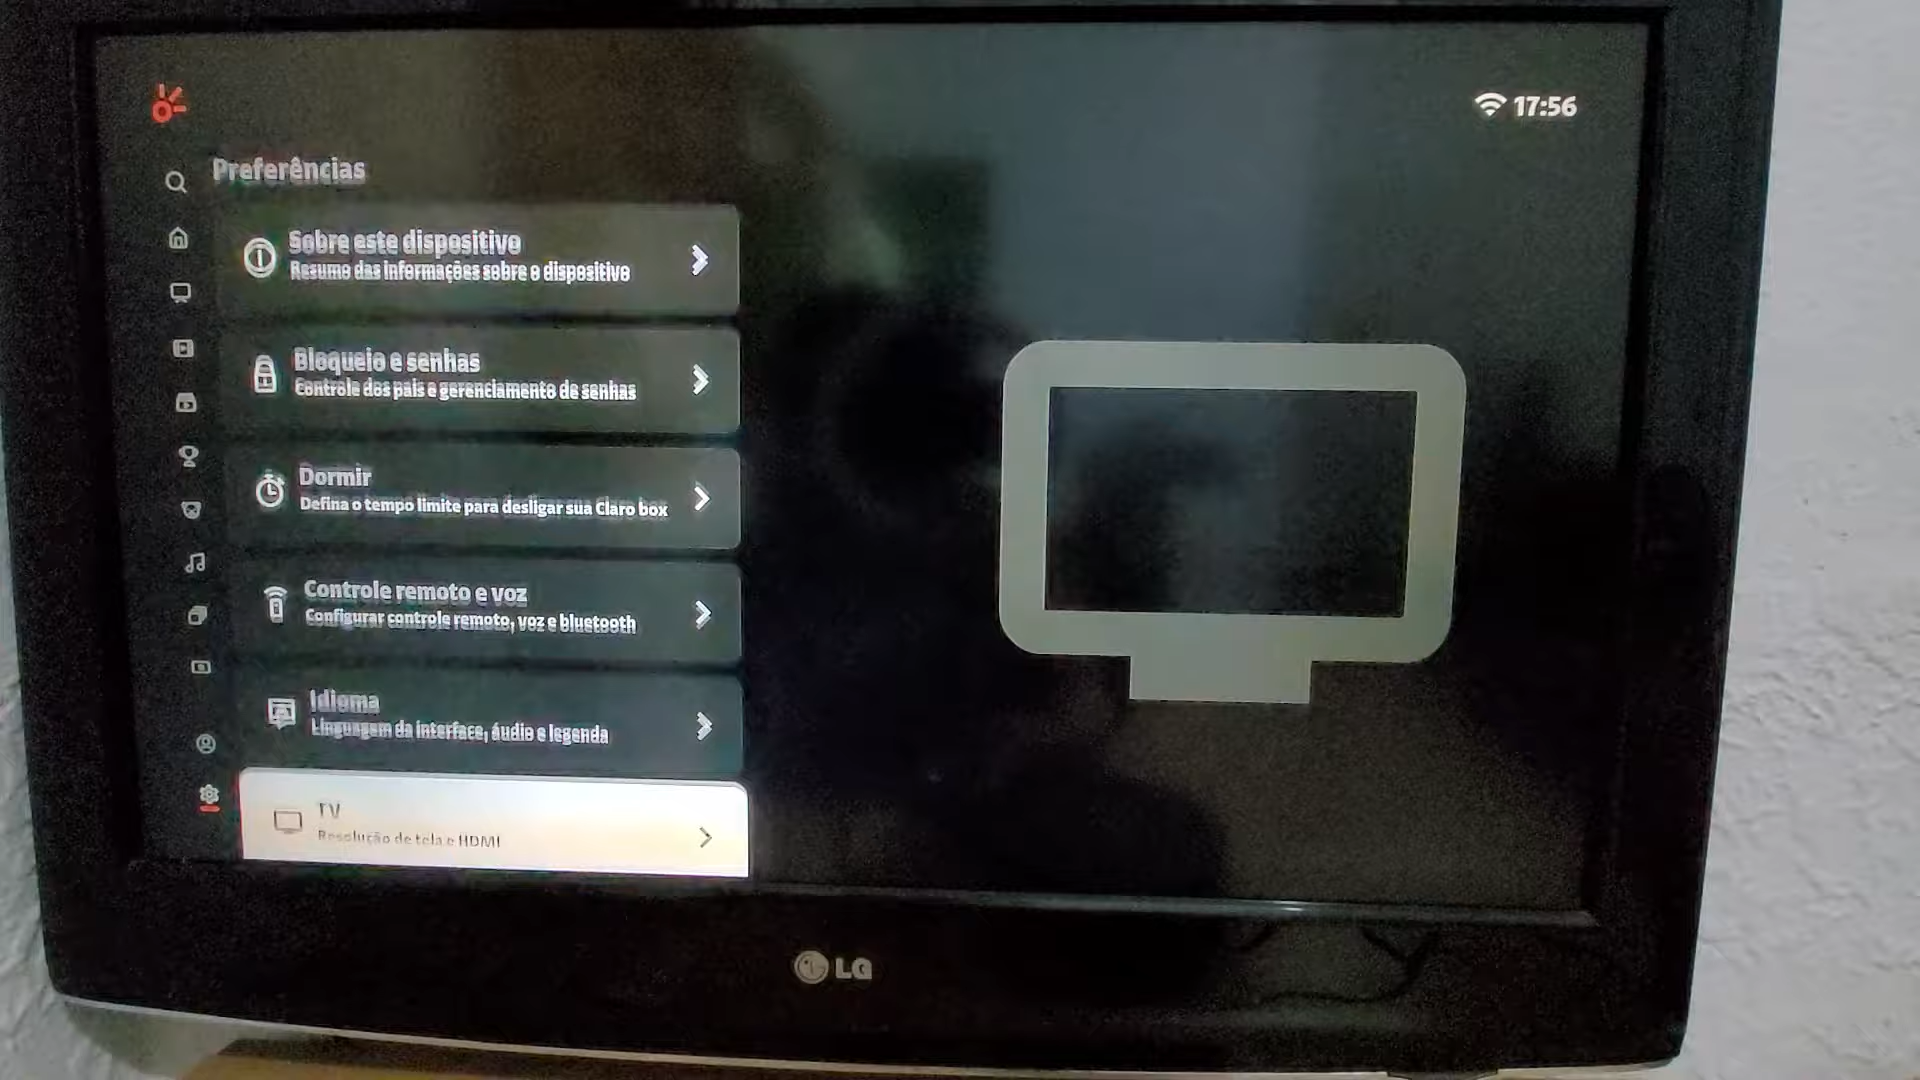 17:56
Preferências
Sobre este dispositivo
Resumo das informações sobre o dispositivo
Bloqueio e senhas
Controle dos pais e gerenciamento de senhas
Dormir
Defina o tempo limite para desligar sua Claro box
Controle remoto e voz
Configurar controle remoto, voz e bluetooth
Idioma
Linguagem da interface, áudio e legenda
TV
Resolução de tela e HDMI
LG